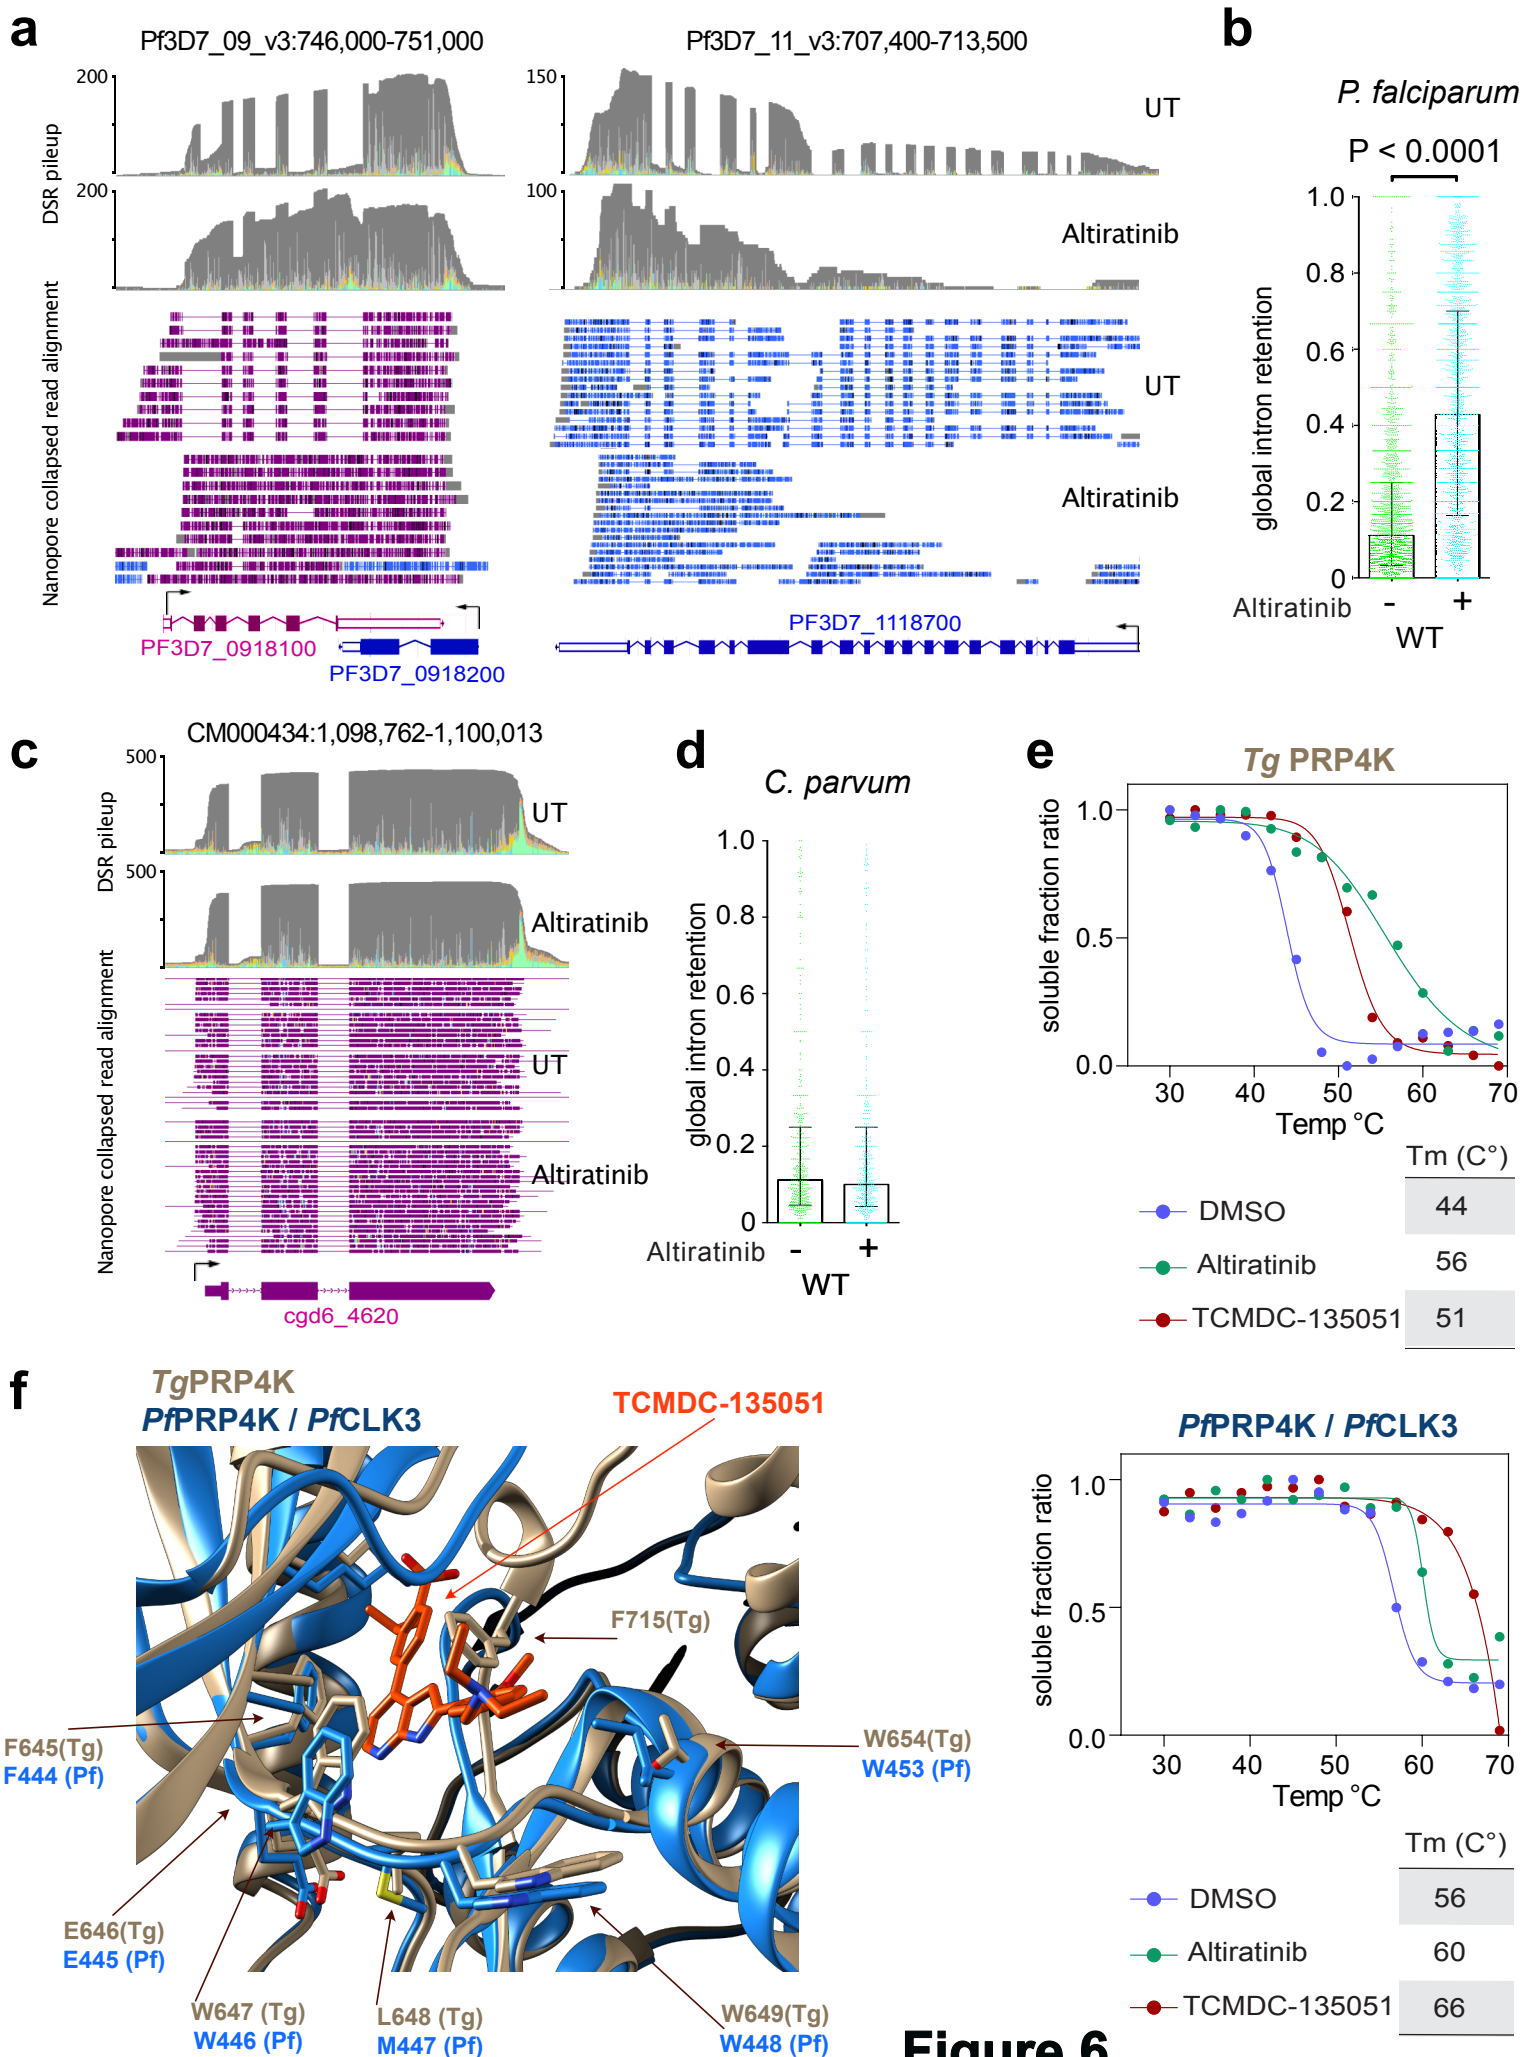 a
Pf3D7_09_v3:746,000-751,000
Pf3D7_11_v3:707,400-713,500
DSR pileup
200
200
150
100
UT
Altiratinib
Nanopore collapsed read alignment
UT
Altiratinib
PF3D7_0918100
PF3D7_0918200
PF3D7_1118700
b
P. falciparum
P < 0.0001
global intron retention
1.0
0.8
0.6
0.4
0.2
0
Altiratinib - +
WT
c
CM000434:1,098,762-1,100,013
DSR pileup
500
500
UT
Altiratinib
Nanopore collapsed read alignment
UT
Altiratinib
cgd6_4620
d
C. parvum
global intron retention
1.0
0.8
0.6
0.4
0.2
0
Altiratinib - +
WT
e
Tg PRP4K
soluble fraction ratio
1.0
0.5
0.0
30 40 50 60 70
Temp °C
Tm (C°)
DMSO 44
Altiratinib 56
TCMDC-135051 51
PfPRP4K / PfCLK3
soluble fraction ratio
1.0
0.5
0.0
30 40 50 60 70
Temp °C
Tm (C°)
DMSO 56
Altiratinib 60
TCMDC-135051 66
f
TgPRP4K
PfPRP4K / PfCLK3
TCMDC-135051
F715(Tg)
F645(Tg)
F444 (Pf)
W654(Tg)
W453 (Pf)
E646(Tg)
E445 (Pf)
W647 (Tg)
W446 (Pf)
L648 (Tg)
M447 (Pf)
W649(Tg)
W448 (Pf)
Figure 6